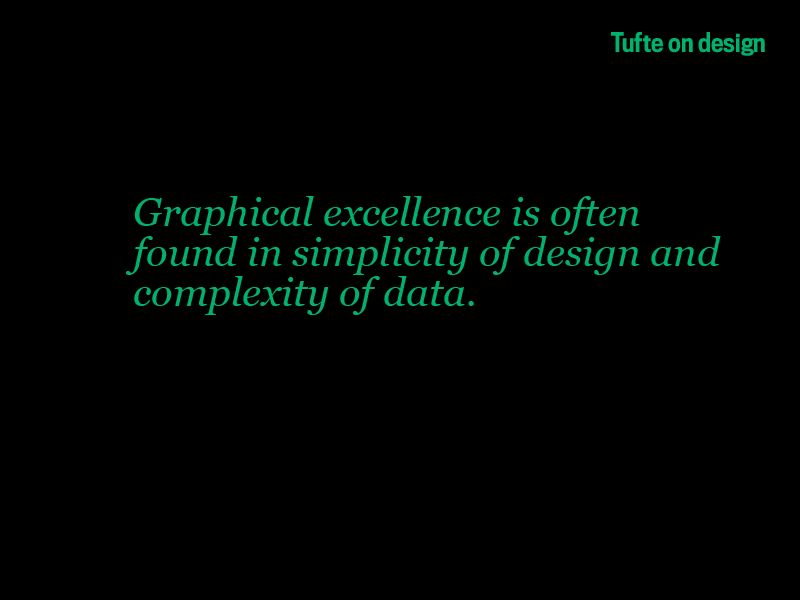 Tufte on design
Graphical excellence is often
found in simplicity of design and
complexity of data.